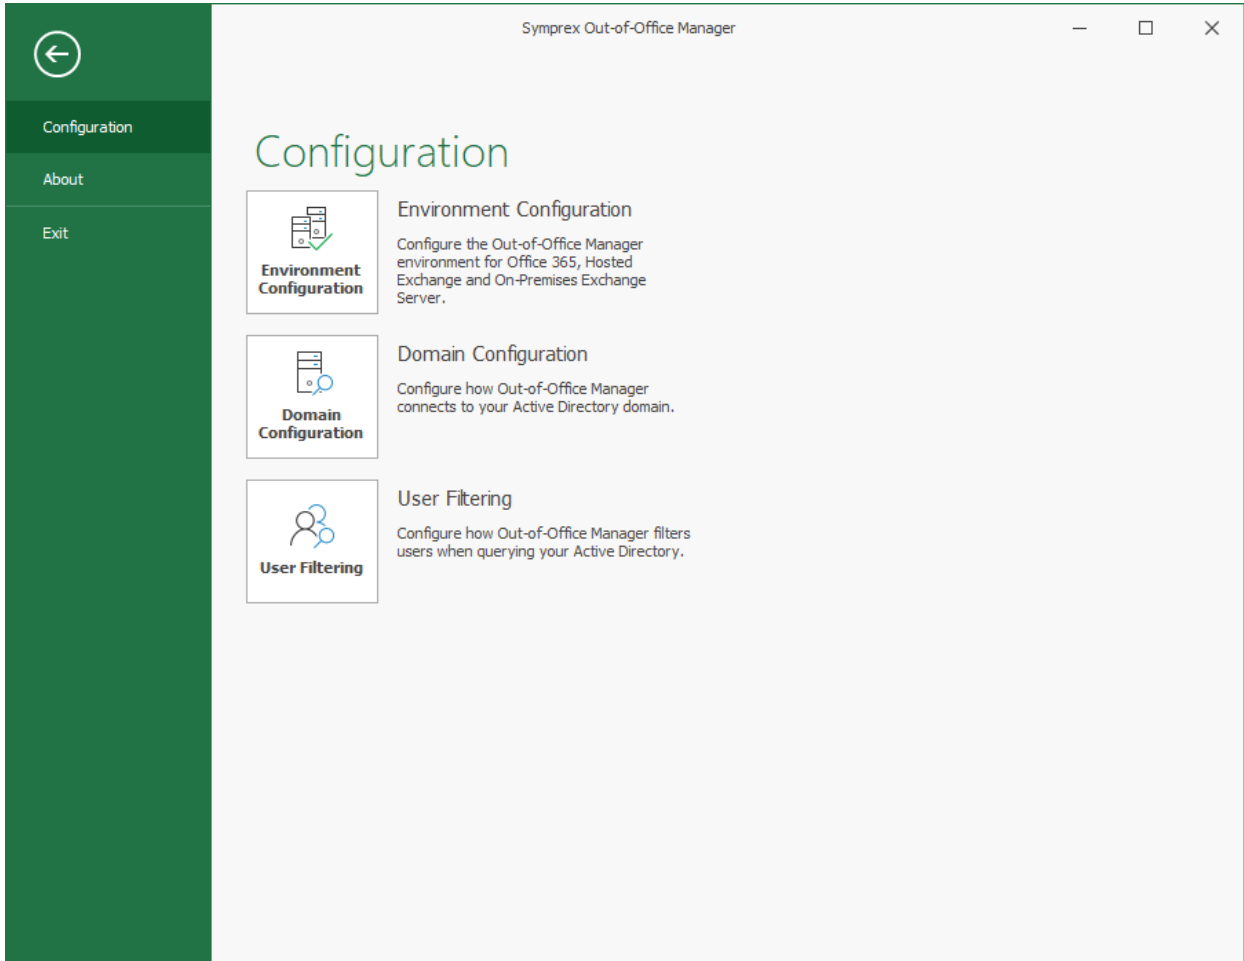 Symprex Out-of-Office Manager
Configuration
About
Exit
Configuration
Environment
Configuration
Environment Configuration
Configure the Out-of-Office Manager
environment for Office 365, Hosted
Exchange and On-Premises Exchange
Server.
Domain
Configuration
Domain Configuration
Configure how Out-of-Office Manager
connects to your Active Directory domain.
User Filtering
User Filtering
Configure how Out-of-Office Manager filters
users when querying your Active Directory.